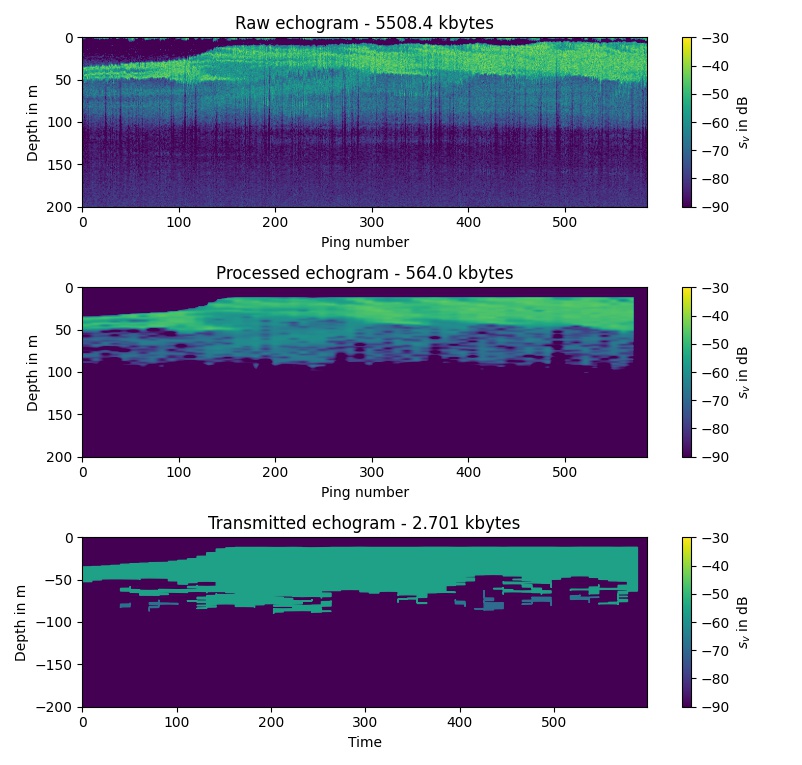 Raw echogram - 5508.4 kbytes
0
50
100
150
200
Depth in m
0 100 200 300 400 500
Ping number
−30
−40
−50
−60
−70
−80
−90
s_v in dB
Processed echogram - 564.0 kbytes
0
50
100
150
200
Depth in m
0 100 200 300 400 500
Ping number
−30
−40
−50
−60
−70
−80
−90
s_v in dB
Transmitted echogram - 2.701 kbytes
0
−50
−100
−150
−200
Depth in m
0 100 200 300 400 500
Time
−30
−40
−50
−60
−70
−80
−90
s_v in dB